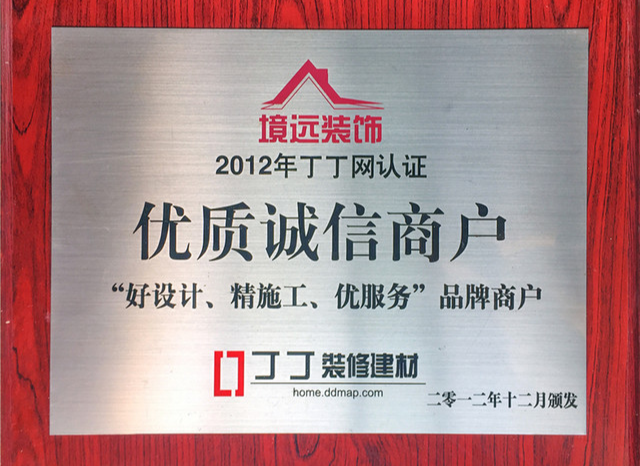 境远装饰
2012年丁丁网认证
优质诚信商户
“好设计、精施工、优服务”品牌商户
丁丁装修建材
home.ddmap.com
二零一二年十二月颁发